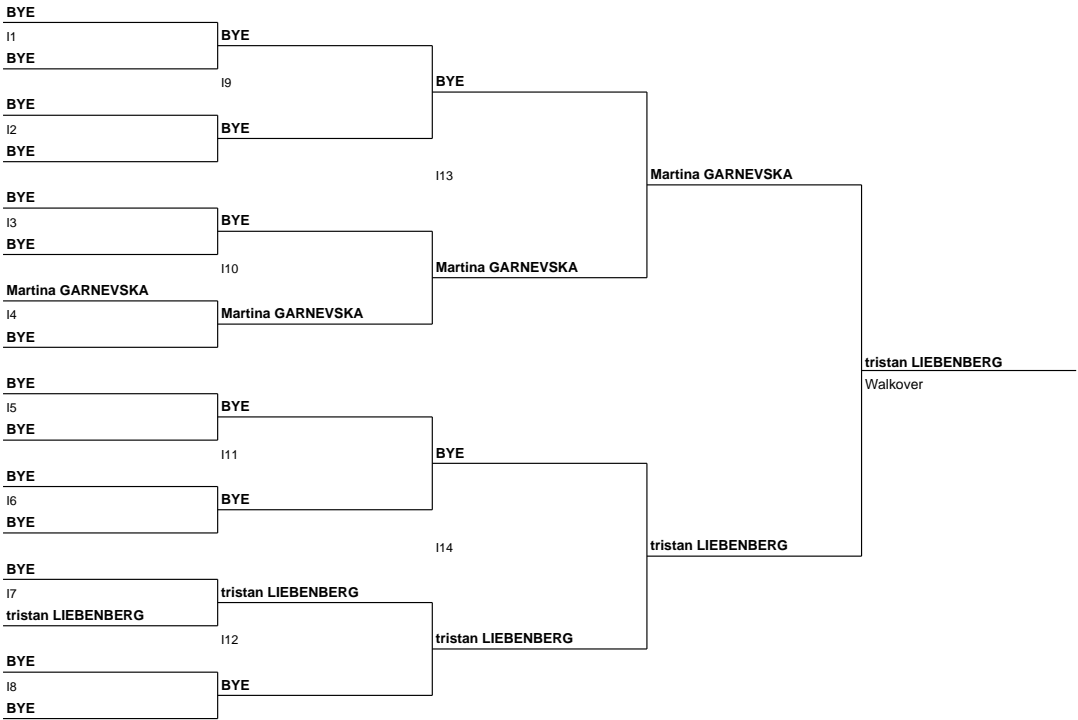 BYE
I1
BYE
BYE
I9
BYE
BYE
I2
BYE
BYE
I13
Martina GARNEVSKA
BYE
I3
BYE
BYE
I10
Martina GARNEVSKA
Martina GARNEVSKA
I4
Martina GARNEVSKA
BYE
tristan LIEBENBERG
Walkover
BYE
I5
BYE
BYE
I11
BYE
BYE
I6
BYE
BYE
I14
tristan LIEBENBERG
BYE
I7
tristan LIEBENBERG
tristan LIEBENBERG
I12
tristan LIEBENBERG
BYE
I8
BYE
BYE